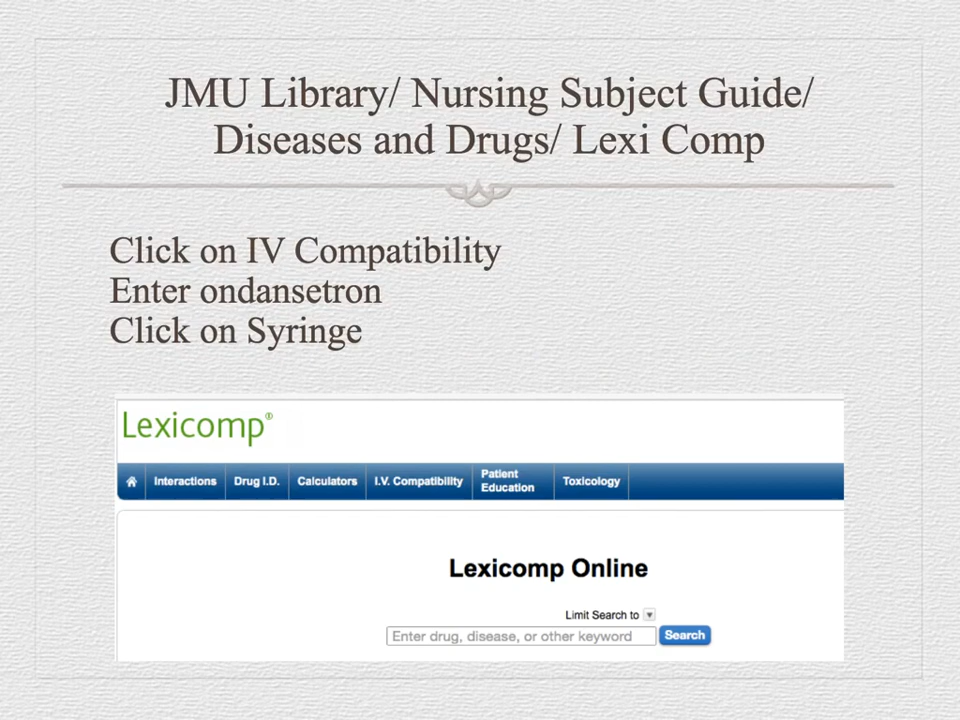 JMU Library/ Nursing Subject Guide/
Diseases and Drugs/ Lexi Comp
Click on IV Compatibility
Enter ondansetron
Click on Syringe
Lexicomp®
Interactions Drug I.D. Calculators I.V. Compatibility Patient Education Toxicology
Lexicomp Online
Limit Search to
Enter drug, disease, or other keyword Search